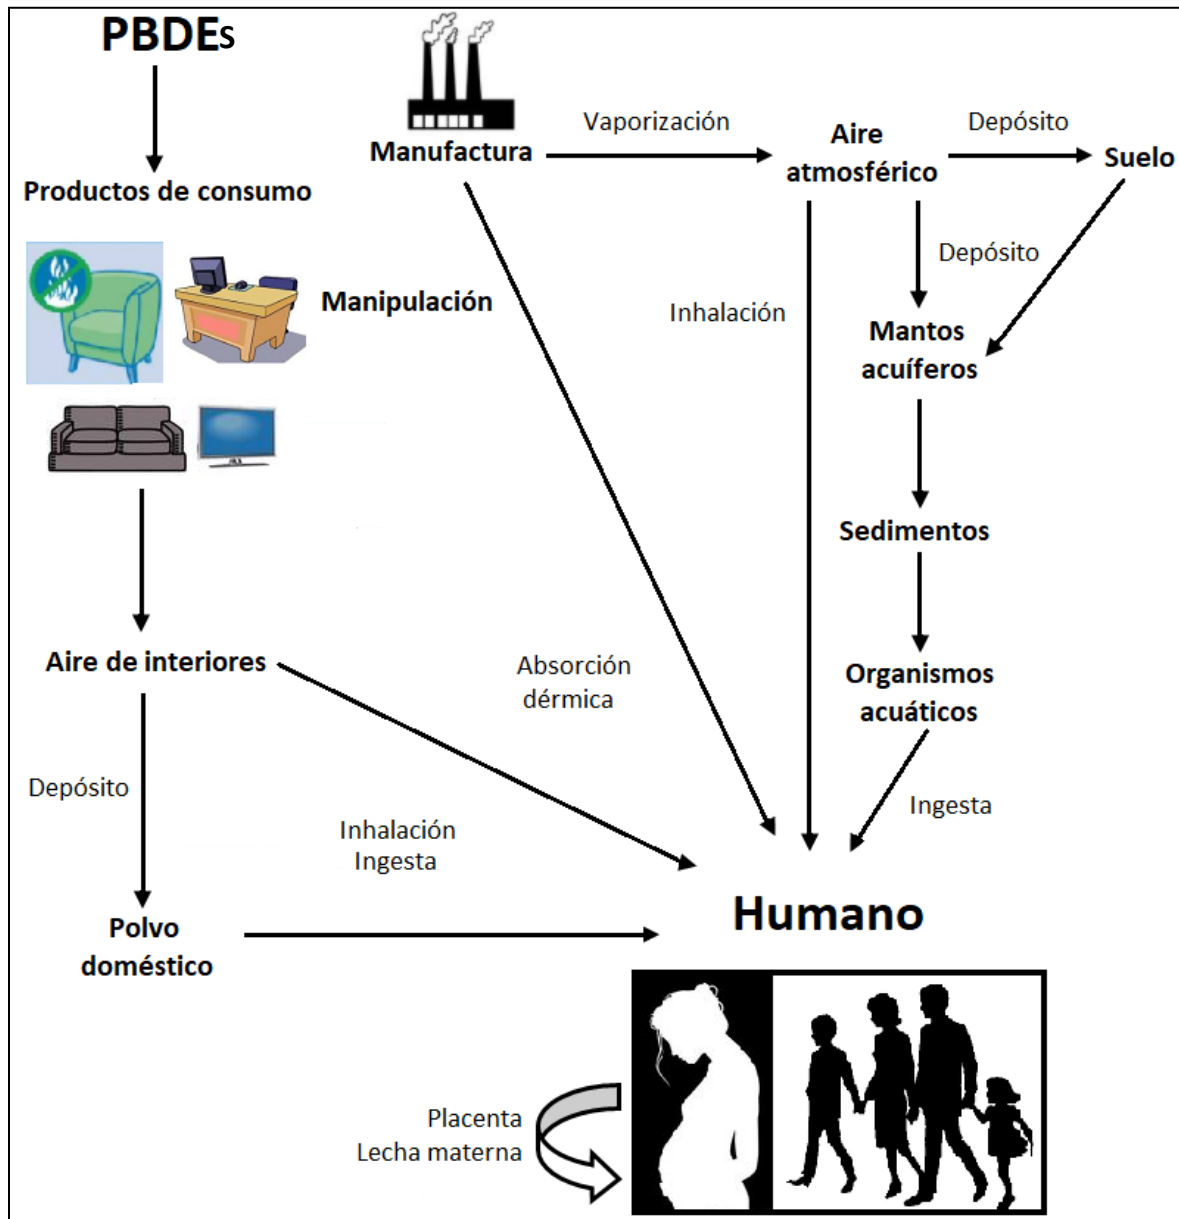 PBDEs
Manufactura
Vaporización
Aire
atmosférico
Depósito
Suelo
Productos de consumo
Manipulación
Inhalación
Depósito
Mantos
acuíferos
Sedimentos
Organismos
acuáticos
Ingesta
Aire de interiores
Absorción
dérmica
Depósito
Inhalación
Ingesta
Polvo
doméstico
Humano
Placenta
Lecha materna